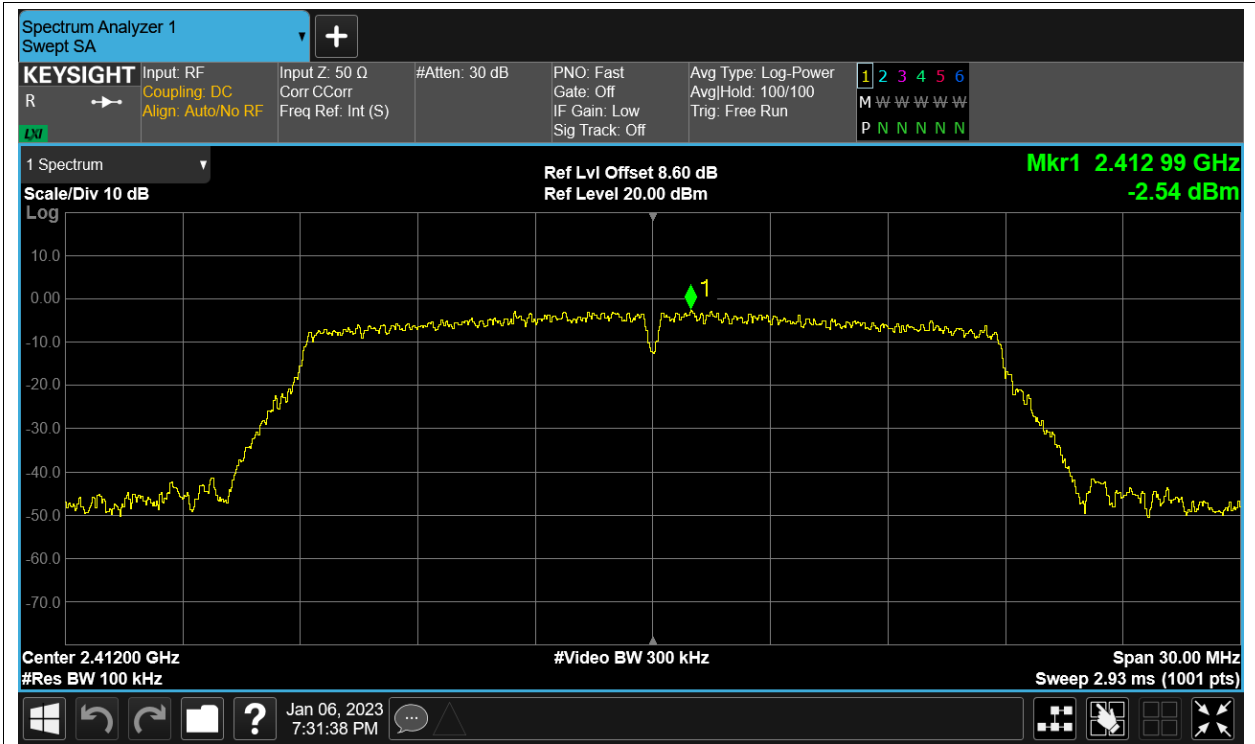 Spectrum Analyzer 1
Swept SA
KEYSIGHT
R
LXI
Input: RF
Coupling: DC
Align: Auto/No RF
Input Z: 50 Ω
Corr CCorr
Freq Ref: Int (S)
#Atten: 30 dB
PNO: Fast
Gate: Off
IF Gain: Low
Sig Track: Off
Avg Type: Log-Power
Avg|Hold: 100/100
Trig: Free Run
1 2 3 4 5 6
M W W W W W
P N N N N N
1 Spectrum
Scale/Div 10 dB
Log
Ref Lvl Offset 8.60 dB
Ref Level 20.00 dBm
Mkr1 2.412 99 GHz
-2.54 dBm
10.0
0.00
-10.0
-20.0
-30.0
-40.0
-50.0
-60.0
-70.0
1
Center 2.41200 GHz
#Res BW 100 kHz
#Video BW 300 kHz
Span 30.00 MHz
Sweep 2.93 ms (1001 pts)
?
Jan 06, 2023
7:31:38 PM